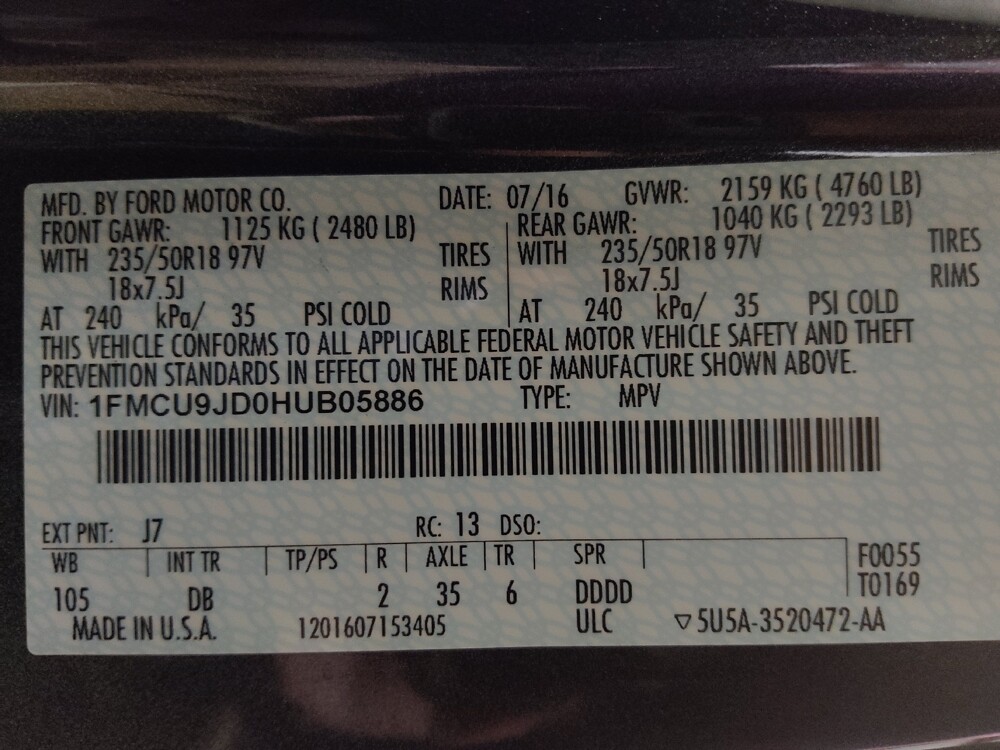 MFD. BY FORD MOTOR CO. DATE: 07/16 GVWR: 2159 KG ( 4760 LB)
FRONT GAWR: 1125 KG ( 2480 LB) REAR GAWR: 1040 KG ( 2293 LB)
WITH 235/50R18 97V TIRES WITH 235/50R18 97V TIRES
18x7.5J RIMS 18x7.5J RIMS
AT 240 kPa/ 35 PSI COLD AT 240 kPa/ 35 PSI COLD
THIS VEHICLE CONFORMS TO ALL APPLICABLE FEDERAL MOTOR VEHICLE SAFETY AND THEFT
PREVENTION STANDARDS IN EFFECT ON THE DATE OF MANUFACTURE SHOWN ABOVE.
VIN: 1FMCU9JD0HUB05886 TYPE: MPV
EXT PNT: J7 RC: 13 DSO:
WB INT TR TP/PS R AXLE TR SPR F0055
105 DB 2 35 6 DDDD T0169
MADE IN U.S.A. 1201607153405 ULC ▽5U5A-3520472-AA